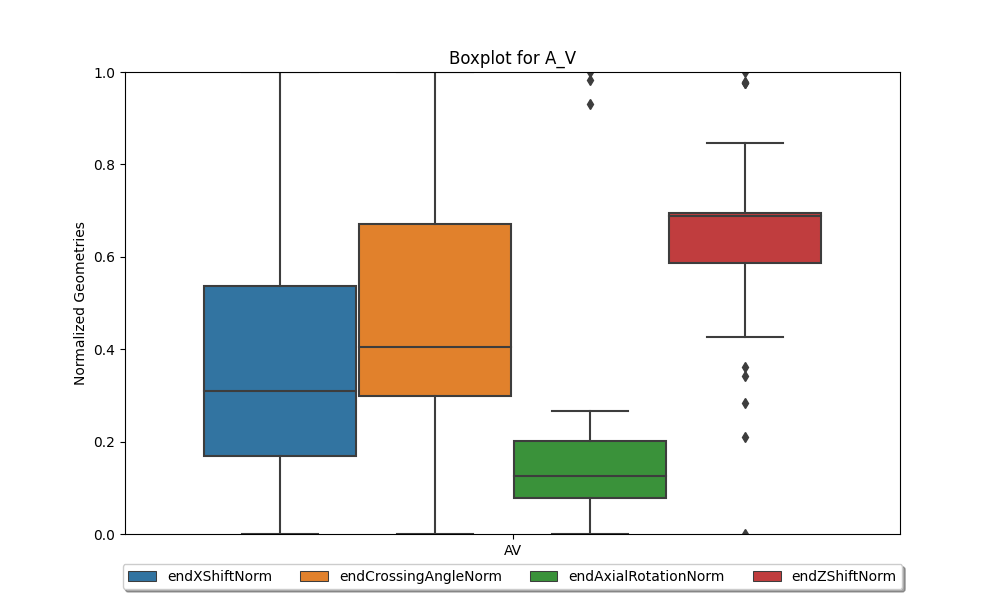 Boxplot for A_V
1.0
0.8
0.6
0.4
0.2
0.0
Normalized Geometries
AV
endXShiftNorm endCrossingAngleNorm endAxialRotationNorm endZShiftNorm